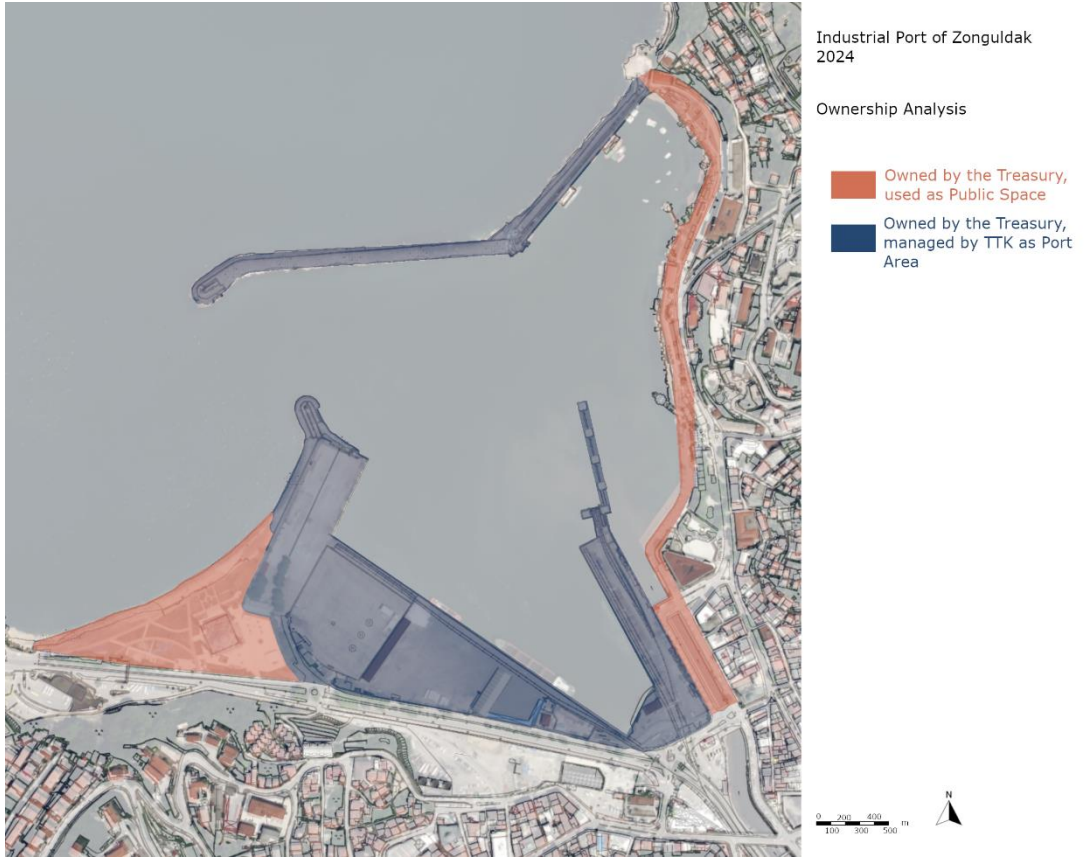 Industrial Port of Zonguldak
2024
Ownership Analysis
Owned by the Treasury,
used as Public Space
Owned by the Treasury,
managed by TTK as Port
Area
N
0 200 400 m
100 300 500